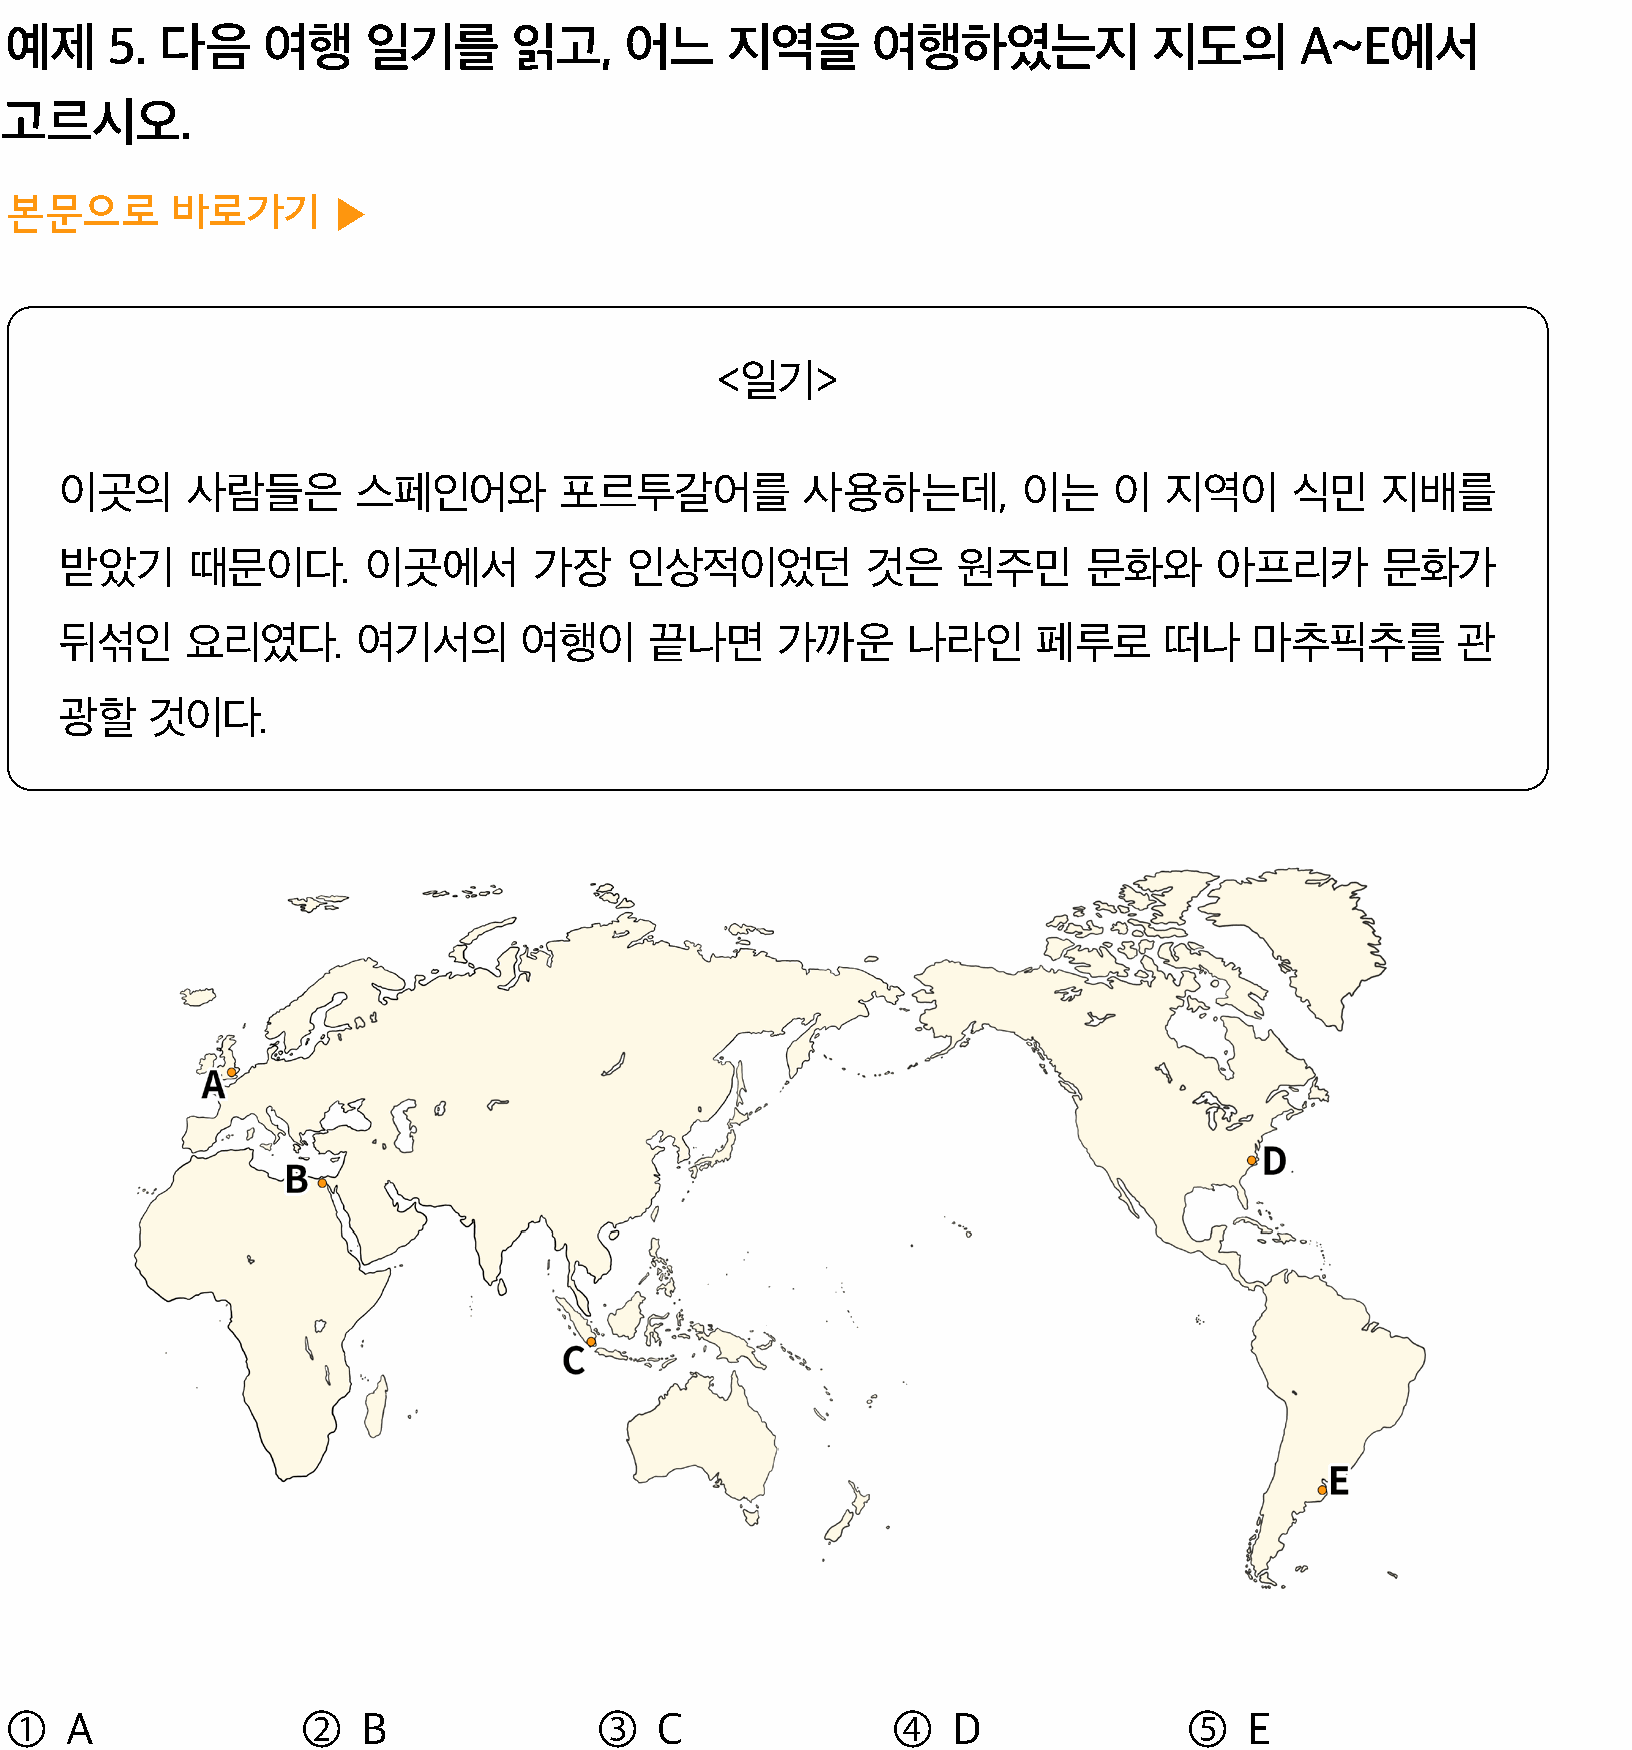 예제 5. 다음 여행 일기를 읽고, 어느 지역을 여행하였는지 지도의 A~E에서
고르시오.
본문으로 바로가기 ▶
<일기>
이곳의 사람들은 스페인어와 포르투갈어를 사용하는데, 이는 이 지역이 식민 지배를
받았기 때문이다. 이곳에서 가장 인상적이었던 것은 원주민 문화와 아프리카 문화가
뒤섞인 요리였다. 여기서의 여행이 끝나면 가까운 나라인 페루로 떠나 마추픽추를 관
광할 것이다.
A
B
C
D
E
① A ② B ③ C ④ D ⑤ E